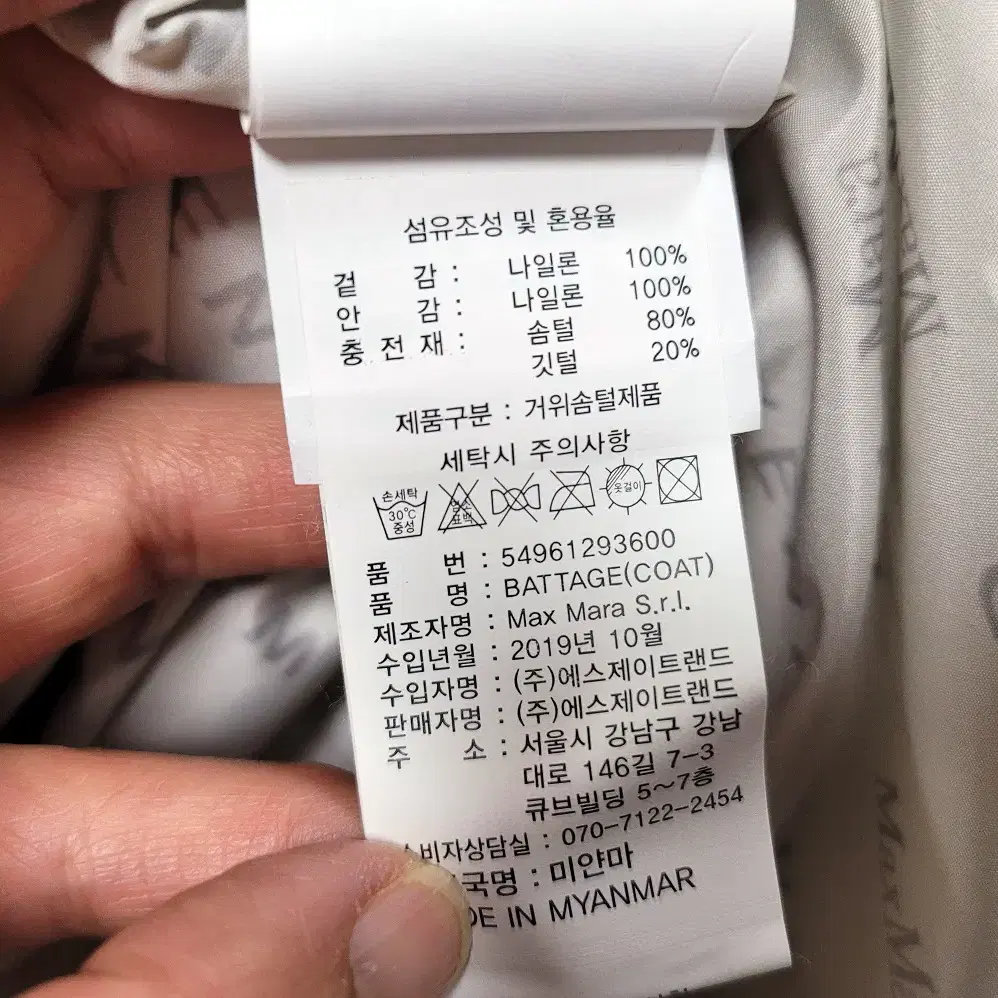 섬유조성 및 혼용율
겉 감 : 나일론 100%
안 감 : 나일론 100%
충 전 재 : 솜털 80%
깃털 20%
제품구분 : 거위솜털제품
세탁시 주의사항
손세탁
30℃
중성
염소
표백
옷걸이
품 번 : 54961293600
품 명 : BATTAGE(COAT)
제조자명 : Max Mara S.r.l.
수입년월 : 2019년 10월
수입자명 : (주)에스제이트랜드
판매자명 : (주)에스제이트랜드
주 소 : 서울시 강남구 강남
대로 146길 7-3
큐브빌딩 5~7층
소비자상담실 : 070-7122-2454
국명 : 미얀마
DE IN MYANMAR